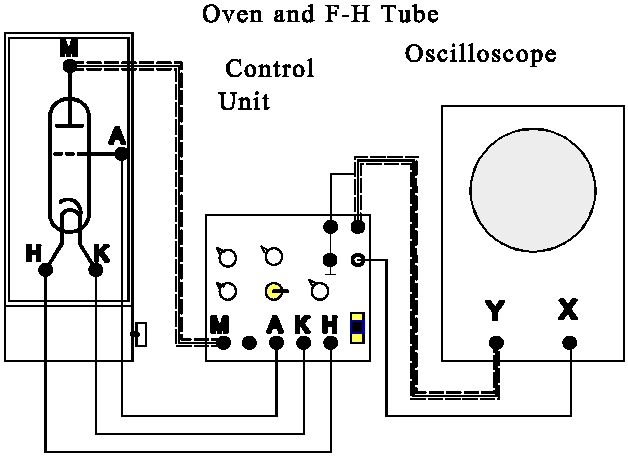 Oven and F-H Tube
Oscilloscope
Control
Unit
M
A
H K
M A K H
Y X